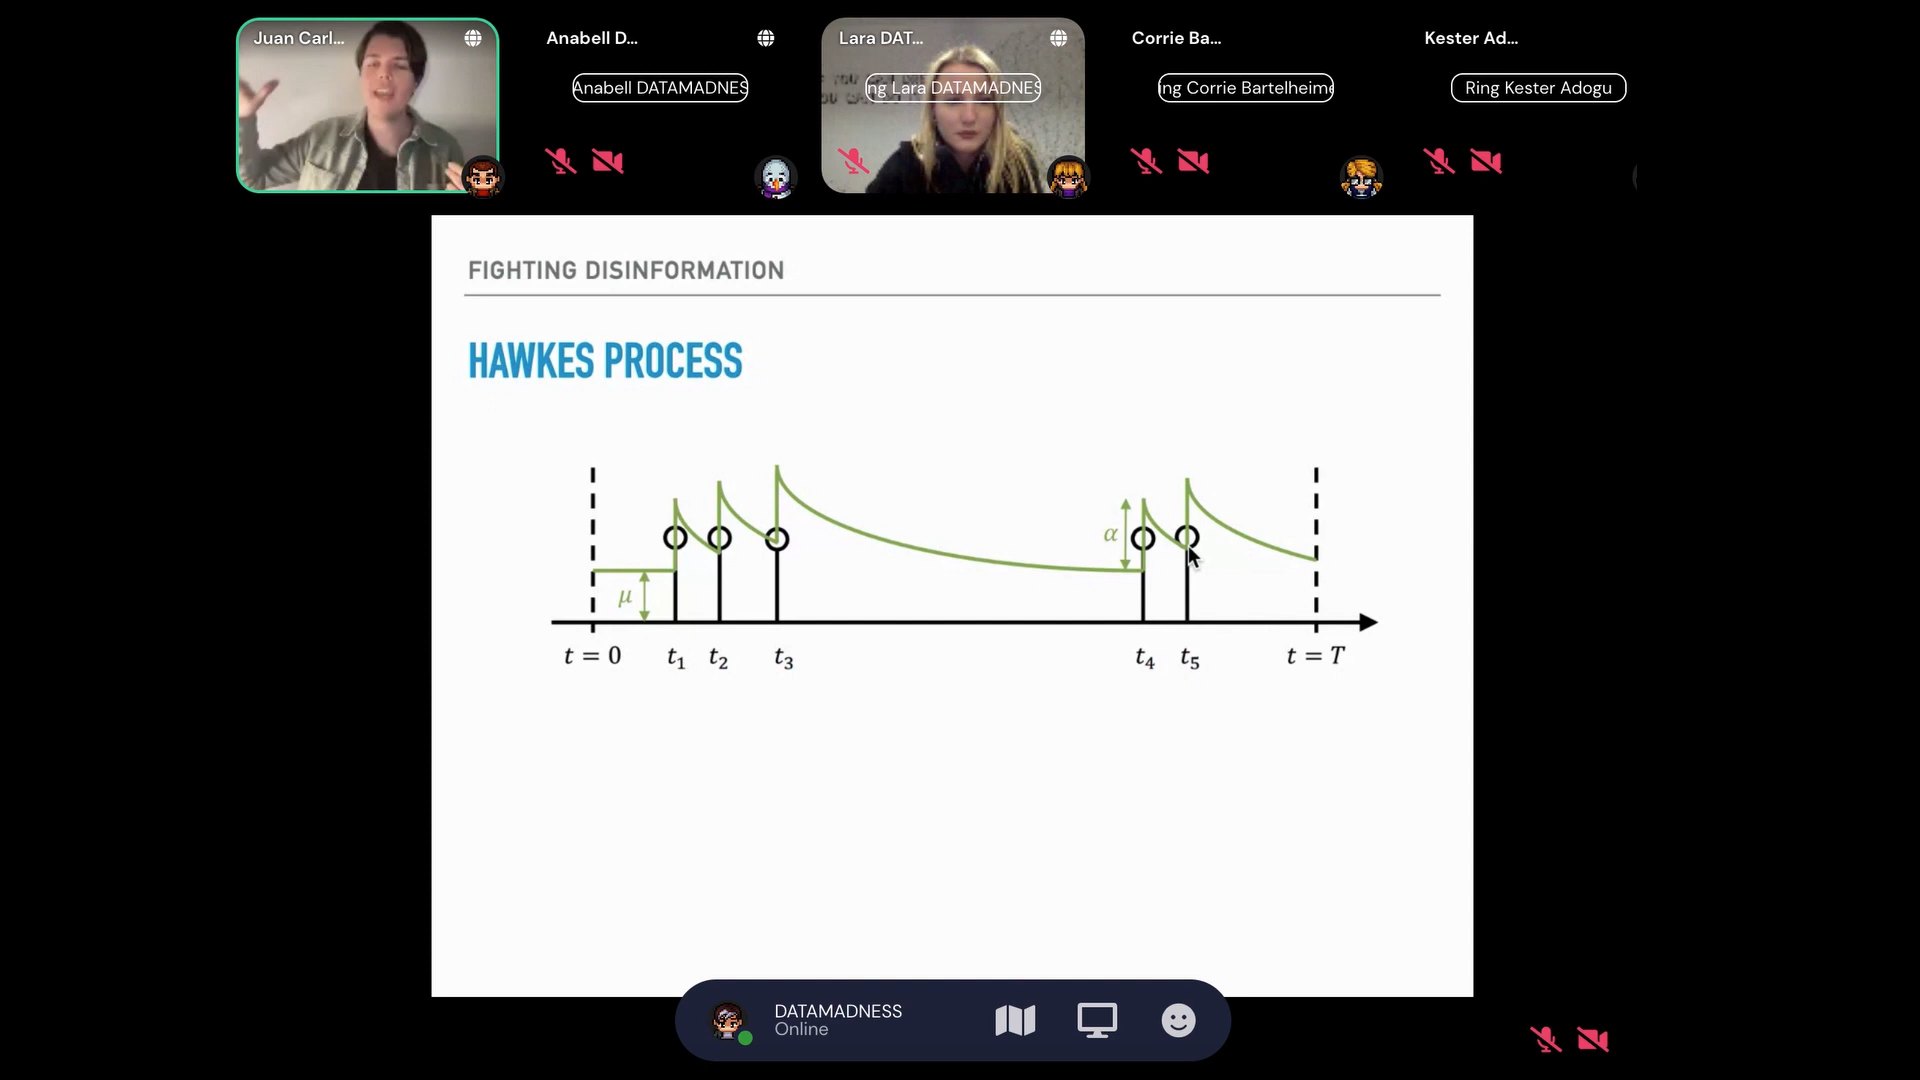 Juan Carl...
Anabell D...
Lara DAT...
Corrie Ba...
Kester Ad...
Anabell DATAMADNES
ng Lara DATAMADNES
ing Corrie Bartelheime
Ring Kester Adogu
FIGHTING DISINFORMATION
HAWKES PROCESS
α
μ
t = 0
t₁
t₂
t₃
t₄
t₅
t = T
DATAMADNESS
Online